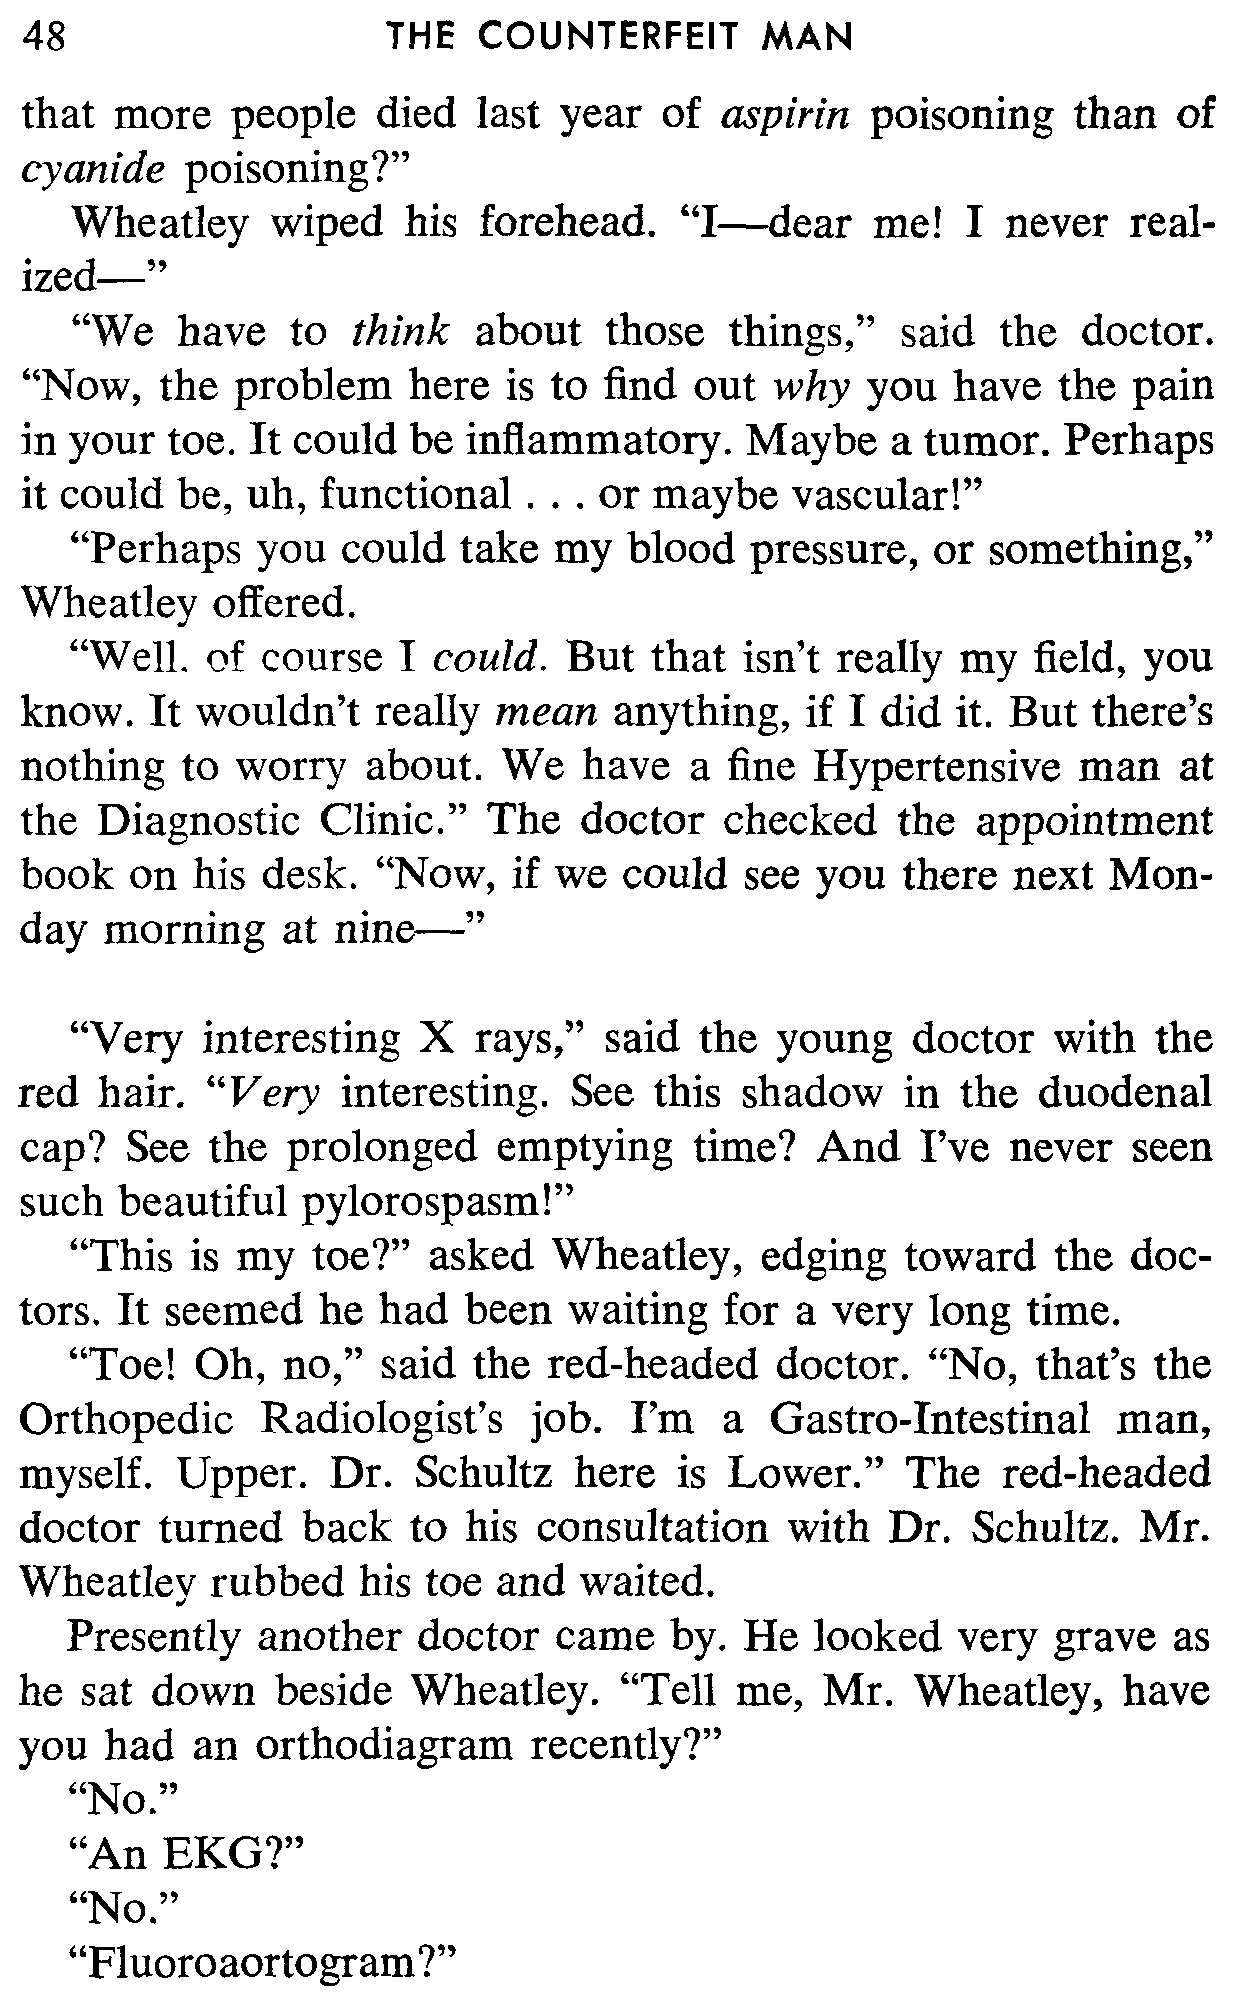 48 THE COUNTERFEIT MAN
that more people died last year of aspirin poisoning than of
cyanide poisoning?”
Wheatley wiped his forehead. “I—dear me! I never real-
ized—”
“We have to think about those things,” said the doctor.
“Now, the problem here is to find out why you have the pain
in your toe. It could be inflammatory. Maybe a tumor. Perhaps
it could be, uh, functional . . . or maybe vascular!”
“Perhaps you could take my blood pressure, or something,”
Wheatley offered.
“Well. of course I could. But that isn’t really my field, you
know. It wouldn’t really mean anything, if I did it. But there’s
nothing to worry about. We have a fine Hypertensive man at
the Diagnostic Clinic.” The doctor checked the appointment
book on his desk. “Now, if we could see you there next Mon-
day morning at nine—”
“Very interesting X rays,” said the young doctor with the
red hair. “Very interesting. See this shadow in the duodenal
cap? See the prolonged emptying time? And I’ve never seen
such beautiful pylorospasm!”
“This is my toe?” asked Wheatley, edging toward the doc-
tors. It seemed he had been waiting for a very long time.
“Toe! Oh, no,” said the red-headed doctor. “No, that’s the
Orthopedic Radiologist’s job. I’m a Gastro-Intestinal man,
myself. Upper. Dr. Schultz here is Lower.” The red-headed
doctor turned back to his consultation with Dr. Schultz. Mr.
Wheatley rubbed his toe and waited.
Presently another doctor came by. He looked very grave as
he sat down beside Wheatley. “Tell me, Mr. Wheatley, have
you had an orthodiagram recently?”
“No.”
“An EKG?”
“No.”
“Fluoroaortogram?”